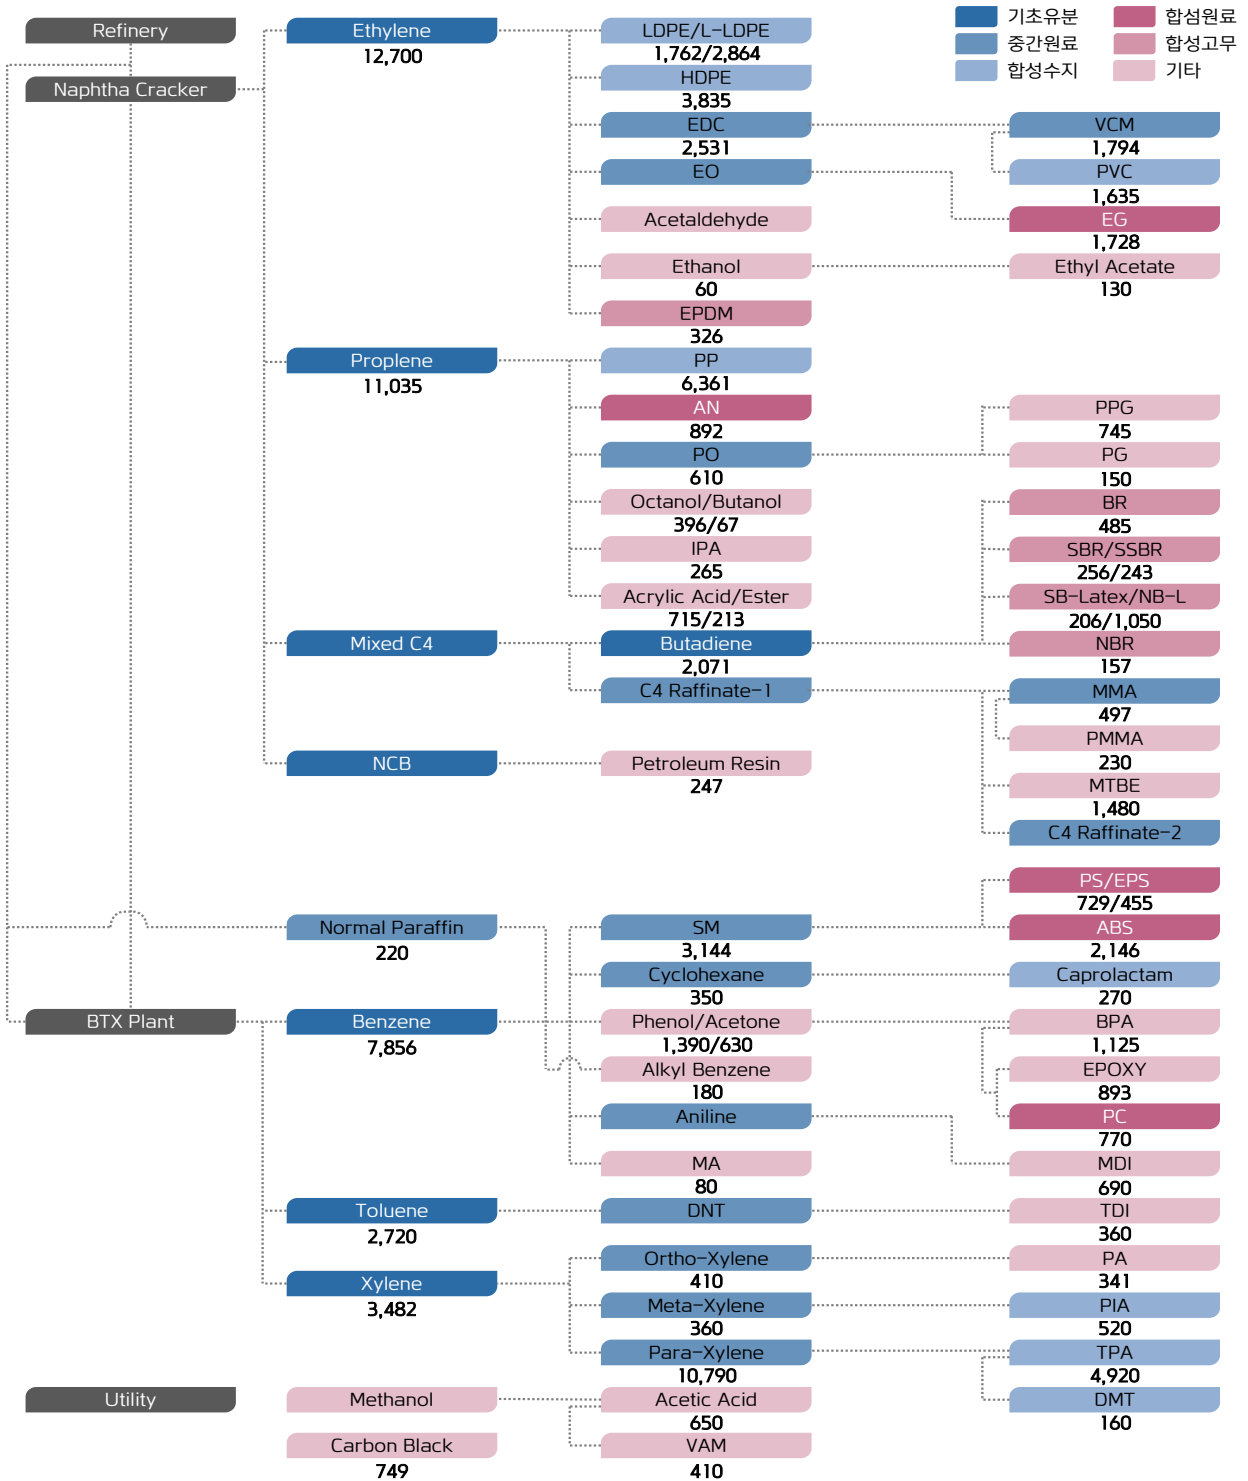 기초유분
중간원료
합성수지
합섬원료
합성고무
기타
Refinery
Naphtha Cracker
Ethylene
12,700
LDPE/L-LDPE
1,762/2,864
HDPE
3,835
EDC
2,531
VCM
1,794
EO
PVC
1,635
Acetaldehyde
EG
1,728
Ethanol
60
Ethyl Acetate
130
EPDM
326
Proplene
11,035
PP
6,361
AN
892
PPG
745
PO
610
PG
150
Octanol/Butanol
396/67
BR
485
IPA
265
SBR/SSBR
256/243
Acrylic Acid/Ester
715/213
SB-Latex/NB-L
206/1,050
Mixed C4
Butadiene
2,071
NBR
157
C4 Raffinate-1
MMA
497
PMMA
230
NCB
Petroleum Resin
247
MTBE
1,480
C4 Raffinate-2
PS/EPS
729/455
Normal Paraffin
220
SM
3,144
ABS
2,146
Cyclohexane
350
Caprolactam
270
BTX Plant
Benzene
7,856
Phenol/Acetone
1,390/630
BPA
1,125
Alkyl Benzene
180
EPOXY
893
Aniline
PC
770
MA
80
MDI
690
Toluene
2,720
DNT
TDI
360
Xylene
3,482
Ortho-Xylene
410
PA
341
Meta-Xylene
360
PIA
520
Para-Xylene
10,790
TPA
4,920
Utility
Methanol
Acetic Acid
650
DMT
160
Carbon Black
749
VAM
410